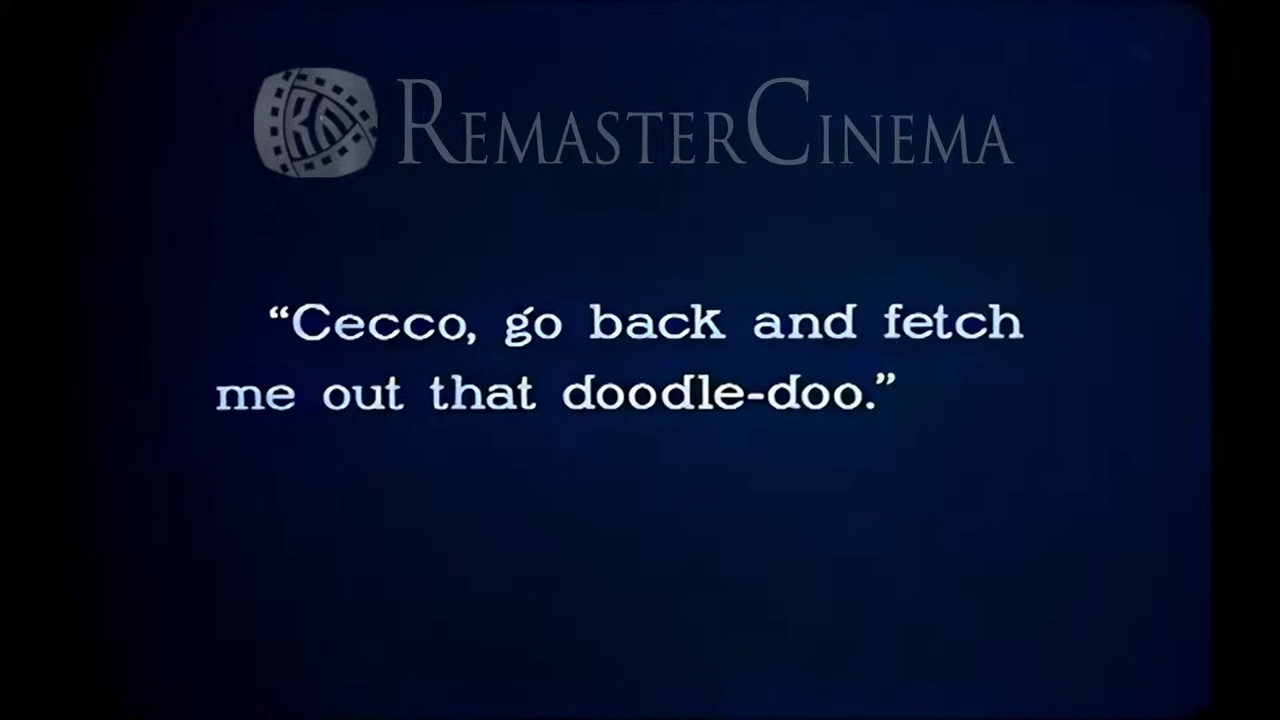 REMASTERCINEMA
“Cecco, go back and fetch
me out that doodle-doo.”